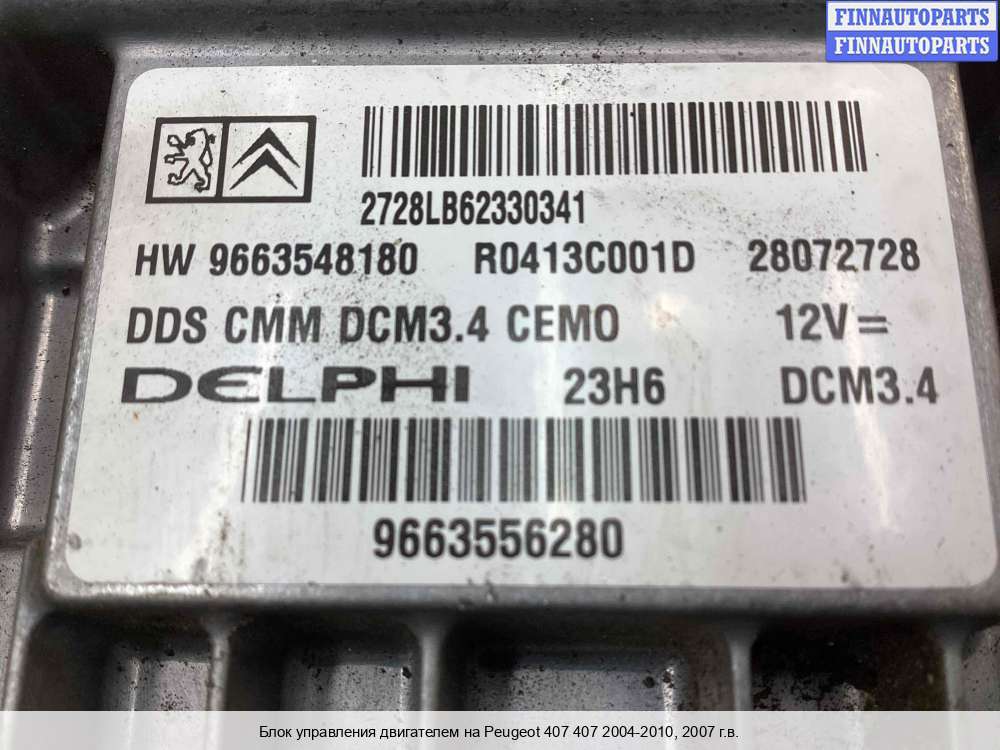 FINNAUTOPARTS
FINNAUTOPARTS
2728LB62330341
HW 9663548180 R0413C001D 28072728
DDS CMM DCM3.4 CEMO 12V=
DELPHI 23H6 DCM3.4
9663556280
Блок управления двигателем на Peugeot 407 407 2004-2010, 2007 г.в.